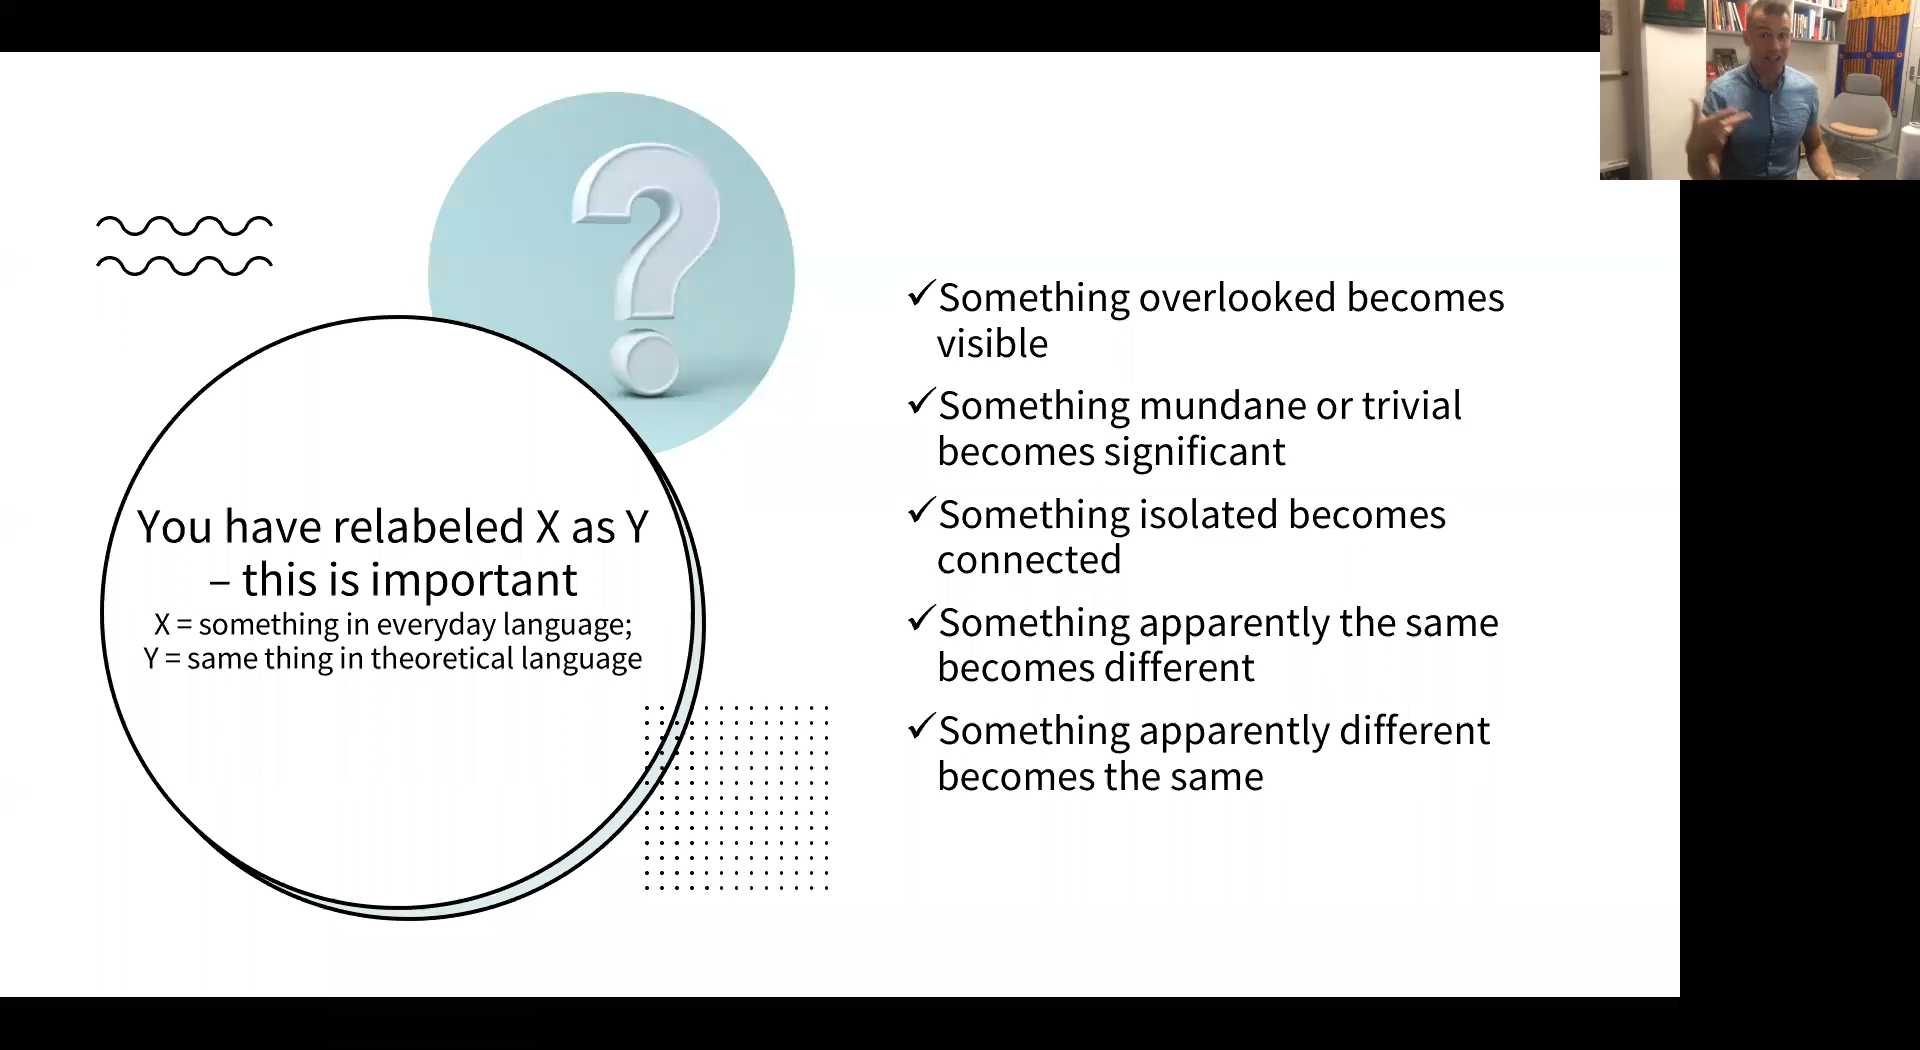 You have relabeled X as Y
– this is important
X = something in everyday language;
Y = same thing in theoretical language
✓Something overlooked becomes
visible
✓Something mundane or trivial
becomes significant
✓Something isolated becomes
connected
✓Something apparently the same
becomes different
✓Something apparently different
becomes the same